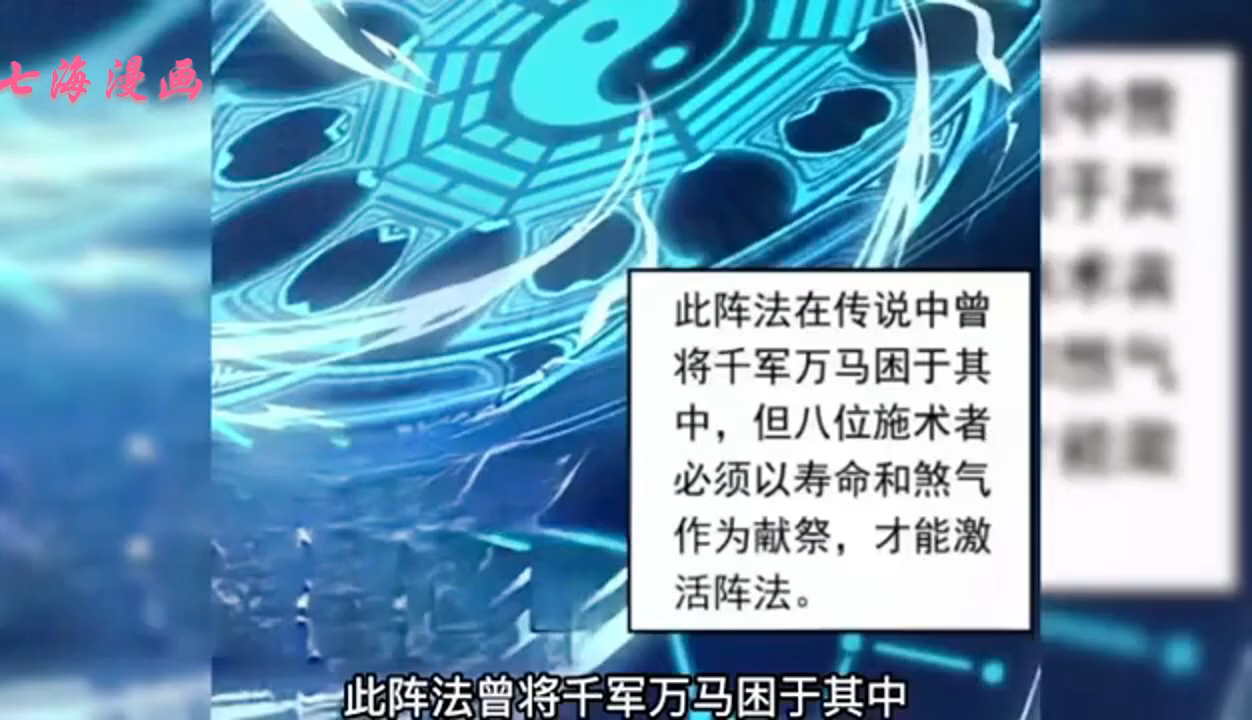 七海漫画
此阵法在传说中曾
将千军万马困于其
中，但八位施术者
必须以寿命和煞气
作为献祭，才能激
活阵法。
此阵法曾将千军万马困于其中